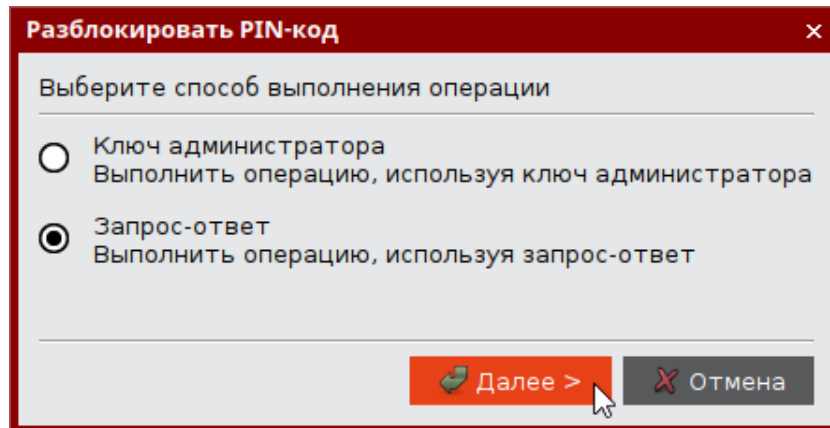 Разблокировать PIN-код
Выберите способ выполнения операции
Ключ администратора
Выполнить операцию, используя ключ администратора
Запрос-ответ
Выполнить операцию, используя запрос-ответ
Далее >
Отмена